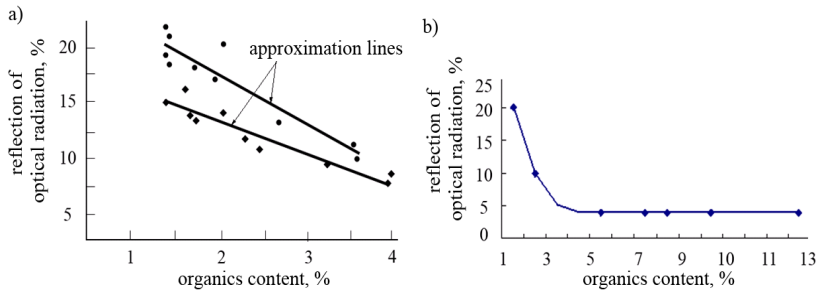 a)
reflection of
optical radiation, %
20
15
10
5
approximation lines
1 2 3 4
organics content, %
b)
reflection of
optical radiation, %
25
20
15
10
5
0
1 3 5 7 9 10 11 13
organics content, %